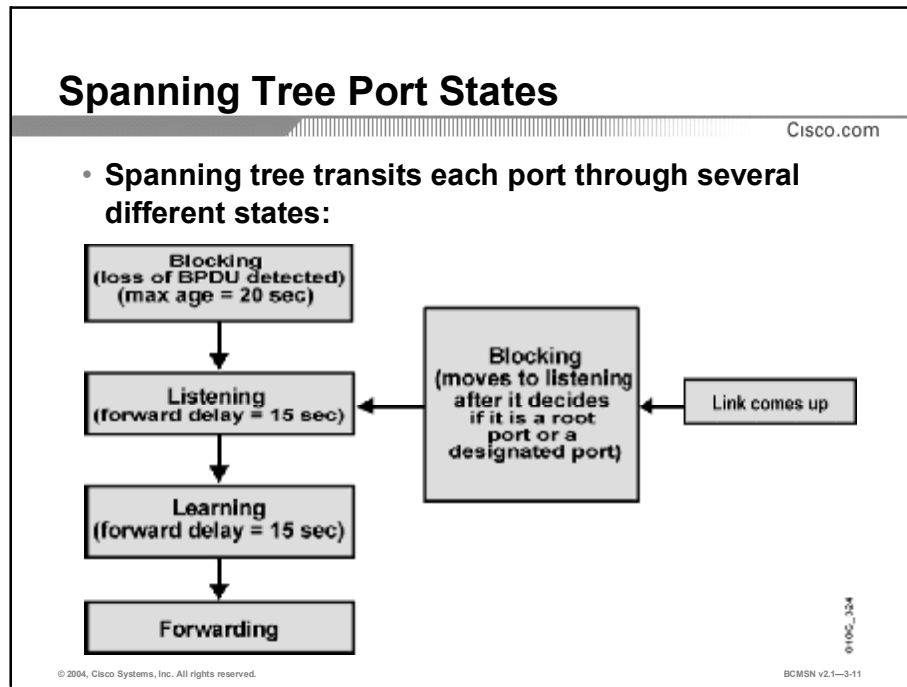 Spanning Tree Port States
Cisco.com
• Spanning tree transits each port through several
different states:
Blocking
(loss of BPDU detected)
(max age = 20 sec)
Listening
(forward delay = 15 sec)
Learning
(forward delay = 15 sec)
Forwarding
Blocking
(moves to listening
after it decides
if it is a root
port or a
designated port)
Link comes up
010G_324
© 2004, Cisco Systems, Inc. All rights reserved.
BCMSN v2.1—3-11